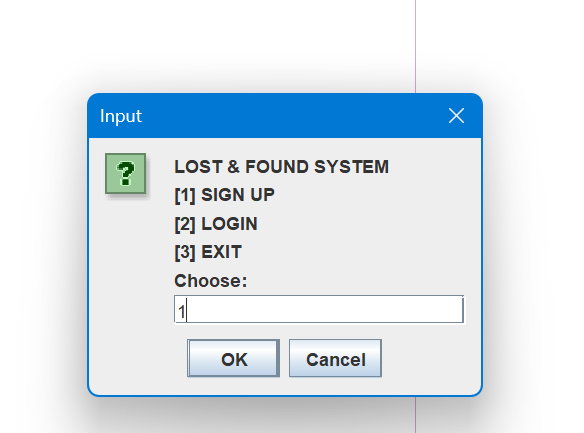 Input
?
LOST & FOUND SYSTEM
[1] SIGN UP
[2] LOGIN
[3] EXIT
Choose:
1
OK Cancel